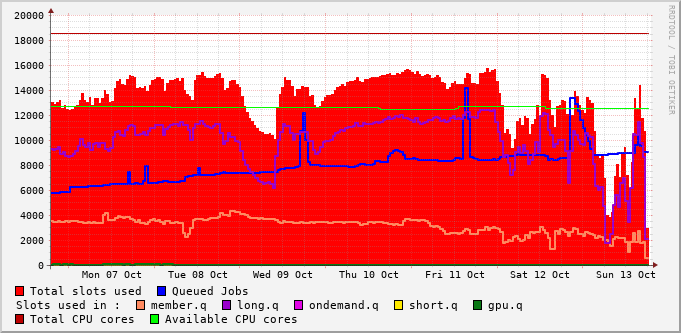 20000
18000
16000
14000
12000
10000
8000
6000
4000
2000
0
Mon 07 Oct Tue 08 Oct Wed 09 Oct Thu 10 Oct Fri 11 Oct Sat 12 Oct Sun 13 Oct
RRDTOOL / TOBI OETIKER
Total slots used Queued Jobs
Slots used in : member.q long.q ondemand.q short.q gpu.q
Total CPU cores Available CPU cores